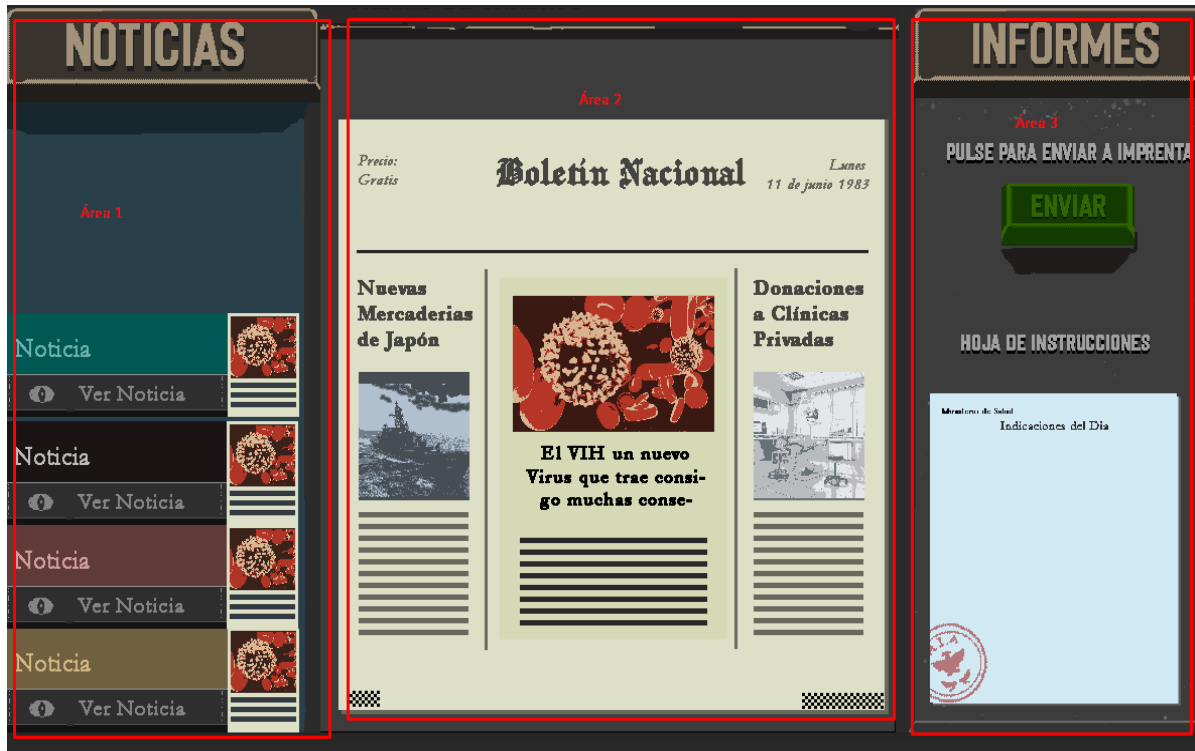 NOTICIAS
Área 1
Noticia
Ver Noticia
Noticia
Ver Noticia
Noticia
Ver Noticia
Noticia
Ver Noticia
Área 2
Precio:
Gratis
Boletín Nacional
Lunes
11 de junio 1983
Nuevas
Mercaderias
de Japón
El VIH un nuevo
Virus que trae consi-
go muchas conse-
Donaciones
a Clínicas
Privadas
INFORMES
Área 3
PULSE PARA ENVIAR A IMPRENTA
ENVIAR
HOJA DE INSTRUCCIONES
de Salud
Indicaciones del Dia